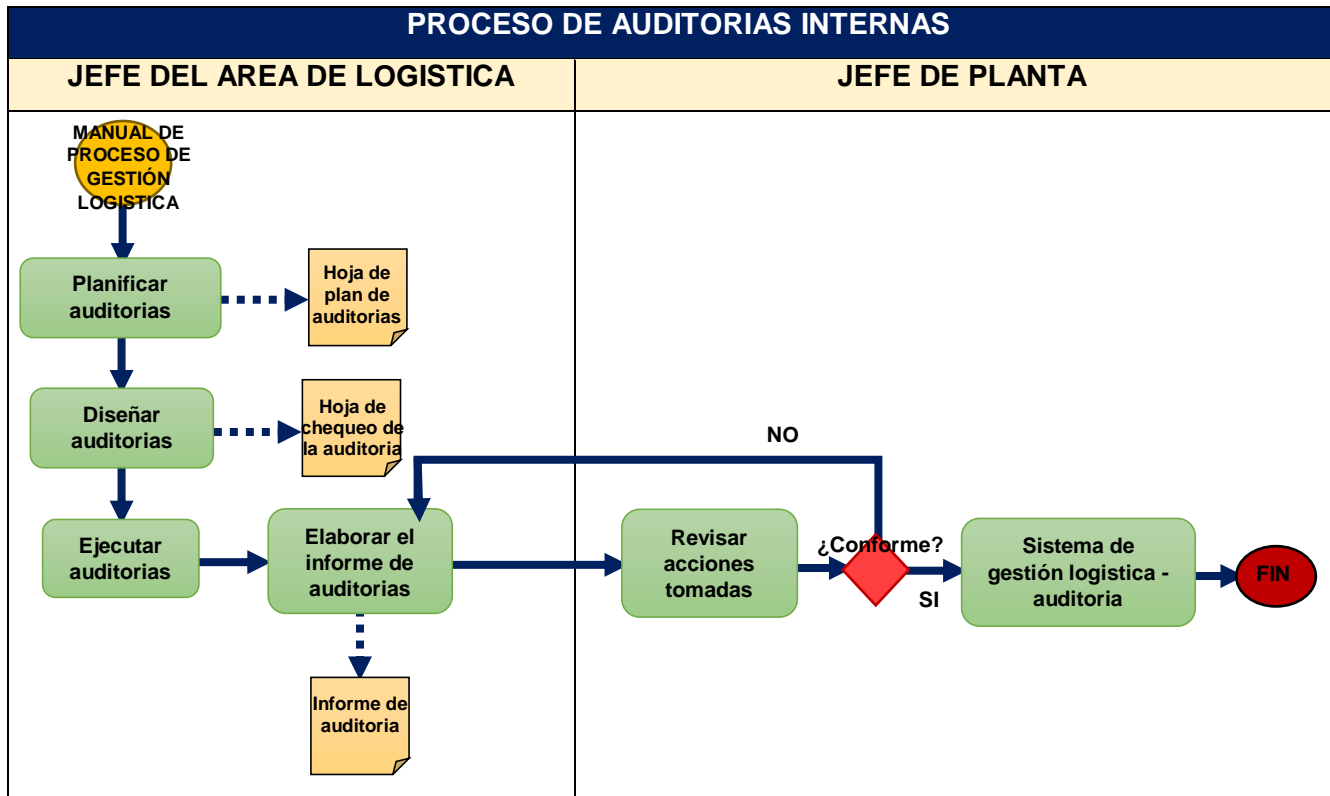 PROCESO DE AUDITORIAS INTERNAS
JEFE DEL AREA DE LOGISTICA
JEFE DE PLANTA
MANUAL DE
PROCESO DE
GESTIÓN
LOGISTICA
Planificar
auditorias
Hoja de
plan de
auditorias
Diseñar
auditorias
Hoja de
chequeo de
la auditoria
NO
Ejecutar
auditorias
Elaborar el
informe de
auditorias
Revisar
acciones
tomadas
¿Conforme?
SI
Sistema de
gestión logistica -
auditoria
FIN
Informe de
auditoria